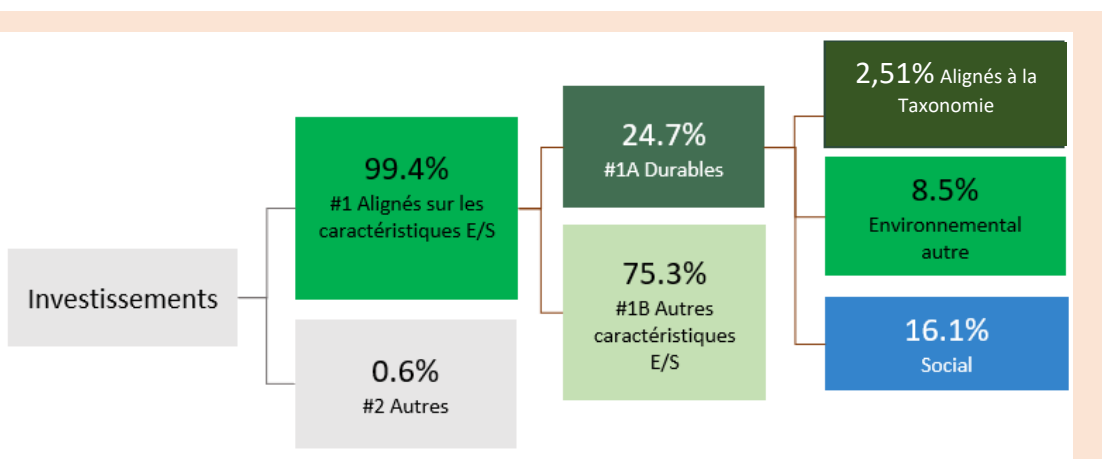 Investissements
99.4%
#1 Alignés sur les
caractéristiques E/S
0.6%
#2 Autres
24.7%
#1A Durables
75.3%
#1B Autres
caractéristiques
E/S
2,51% Alignés à la
Taxonomie
8.5%
Environnemental
autre
16.1%
Social